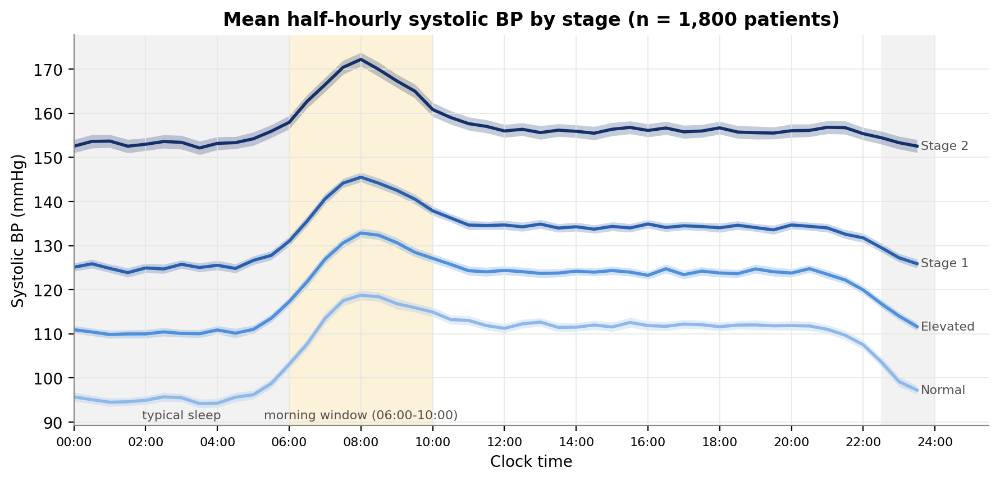 Mean half-hourly systolic BP by stage (n = 1,800 patients)
Systolic BP (mmHg)
170
160
150
140
130
120
110
100
90
Stage 2
Stage 1
Elevated
Normal
typical sleep
morning window (06:00-10:00)
00:00 02:00 04:00 06:00 08:00 10:00 12:00 14:00 16:00 18:00 20:00 22:00 24:00
Clock time